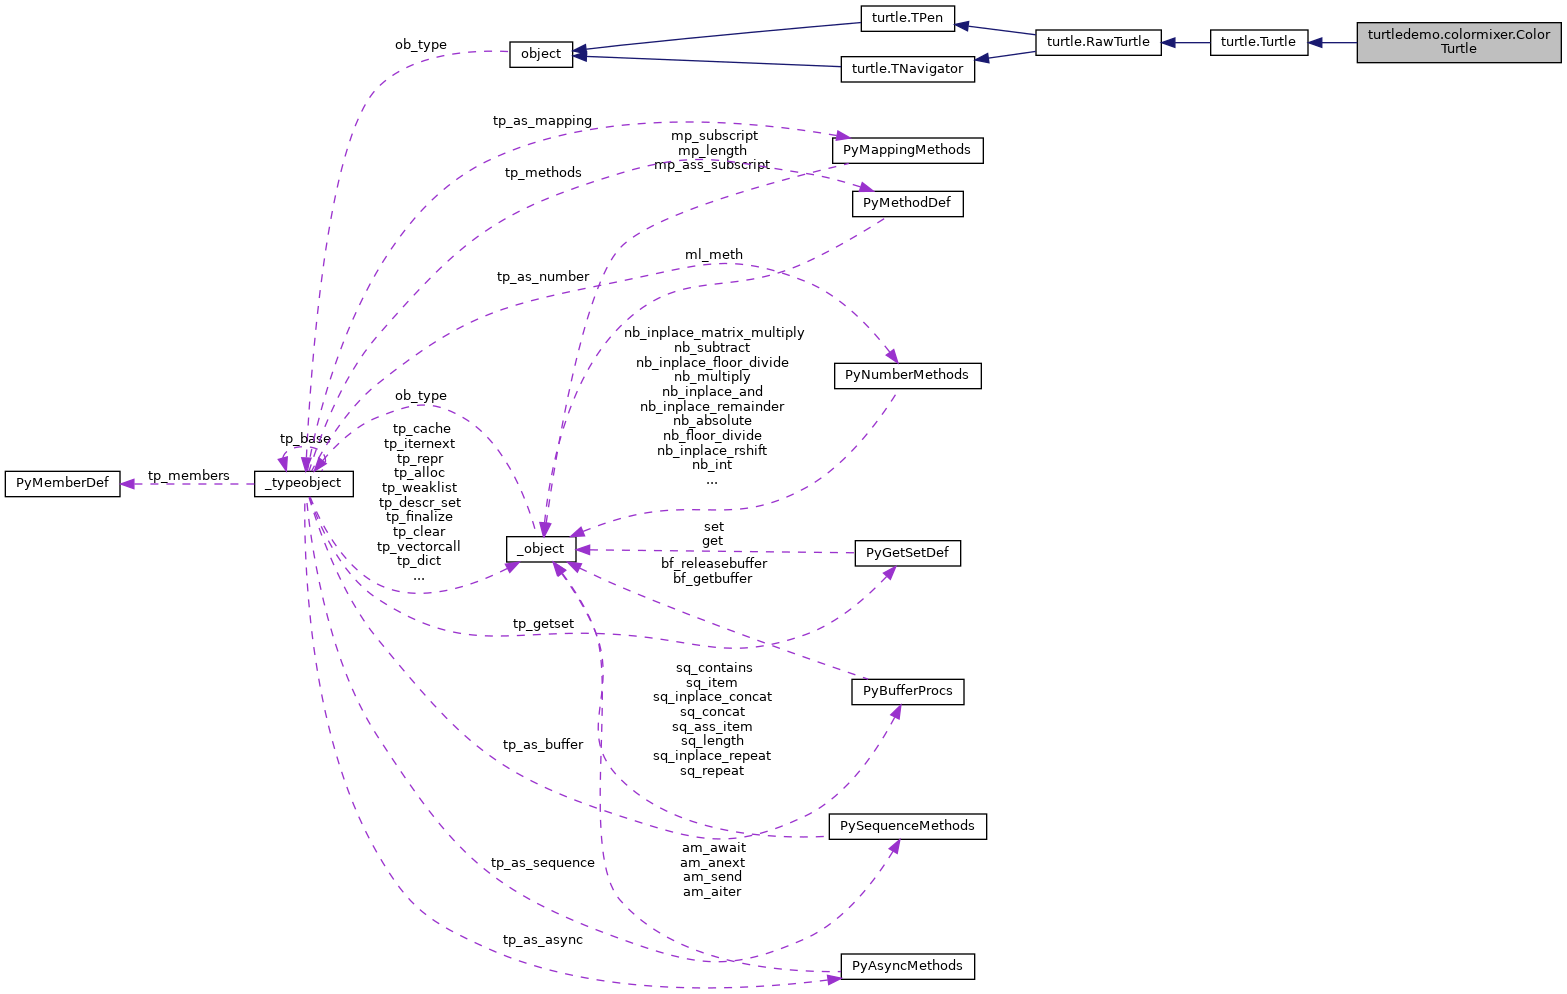 turtle.TPen
turtledemo.colormixer.Color
Turtle
turtle.RawTurtle
turtle.Turtle
ob_type
object
turtle.TNavigator
tp_as_mapping
mp_subscript
mp_length
mp_ass_subscript
PyMappingMethods
tp_methods
PyMethodDef
ml_meth
tp_as_number
nb_inplace_matrix_multiply
nb_subtract
nb_inplace_floor_divide
nb_multiply
nb_inplace_and
nb_inplace_remainder
nb_absolute
nb_floor_divide
nb_inplace_rshift
nb_int
...
PyNumberMethods
ob_type
tp_cache
tp_iternext
tp_repr
tp_alloc
tp_weaklist
tp_descr_set
tp_finalize
tp_clear
tp_vectorcall
tp_dict
...
tp_base
PyMemberDef
tp_members
_typeobject
_object
set
get
PyGetSetDef
bf_releasebuffer
bf_getbuffer
tp_getset
sq_contains
sq_item
sq_inplace_concat
sq_concat
sq_ass_item
sq_length
sq_inplace_repeat
sq_repeat
PyBufferProcs
tp_as_buffer
PySequenceMethods
am_await
am_anext
am_send
am_aiter
tp_as_sequence
tp_as_async
PyAsyncMethods